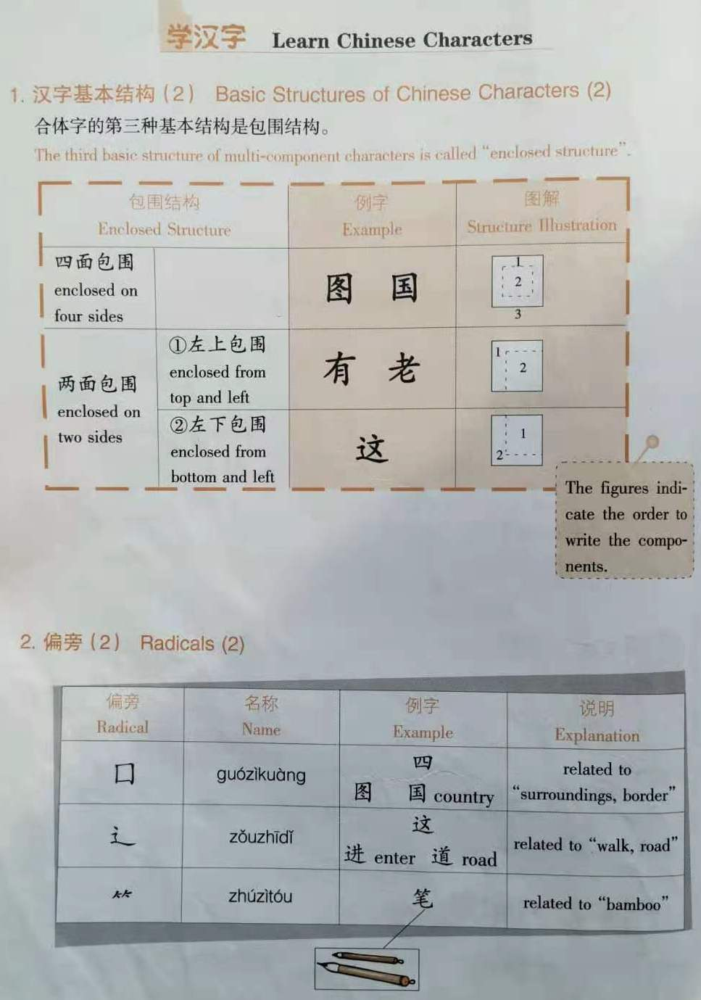 学汉字 Learn Chinese Characters
1. 汉字基本结构（2） Basic Structures of Chinese Characters (2)
合体字的第三种基本结构是包围结构。
The third basic structure of multi-component characters is called “enclosed structure”.
包围结构
Enclosed Structure
例字
Example
图解
Structure Illustration
四面包围
enclosed on
four sides
图 国
1
2
3
两面包围
enclosed on
two sides
①左上包围
enclosed from
top and left
有 老
1
2
②左下包围
enclosed from
bottom and left
这
1
2
The figures indi-
cate the order to
write the compo-
nents.
2. 偏旁（2） Radicals (2)
偏旁
Radical
名称
Name
例字
Example
说明
Explanation
囗
guózìkuàng
四
图 国 country
related to
“surroundings, border”
辶
zǒuzhīdǐ
这
进 enter 道 road
related to “walk, road”
⺮
zhúzìtóu
笔
related to “bamboo”